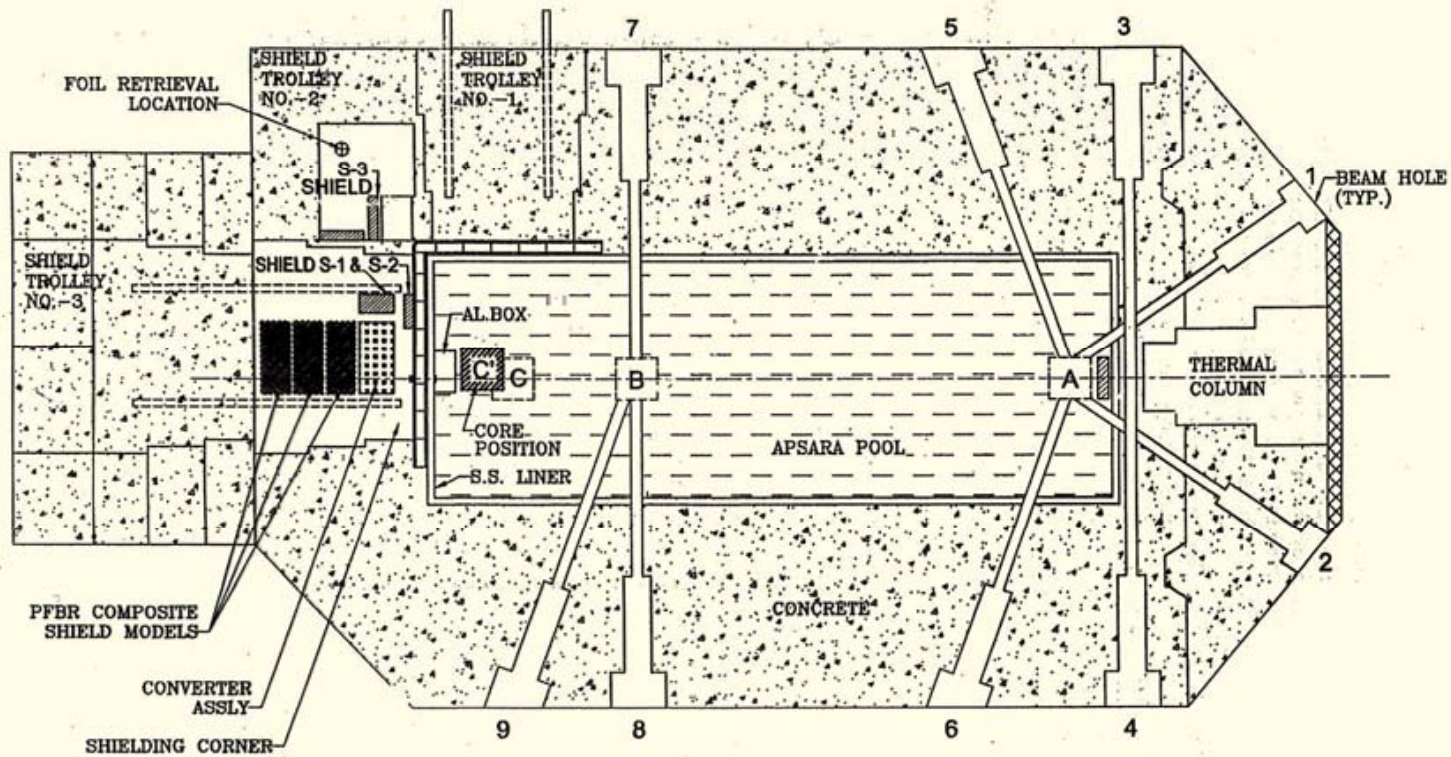 7
5
3
SHIELD
TROLLEY
NO.-2
SHIELD
TROLLEY
NO.-1
FOIL RETRIEVAL
LOCATION
S-3
SHIELD
1
BEAM HOLE
(TYP.)
SHIELD
TROLLEY
NO.-3
SHIELD S-1 & S-2
AL.BOX
C'
C
B
A
THERMAL
COLUMN
CORE
POSITION
APSARA POOL
S.S. LINER
2
PFBR COMPOSITE
SHIELD MODELS
CONCRETE
CONVERTER
ASSLY
SHIELDING CORNER
9
8
6
4